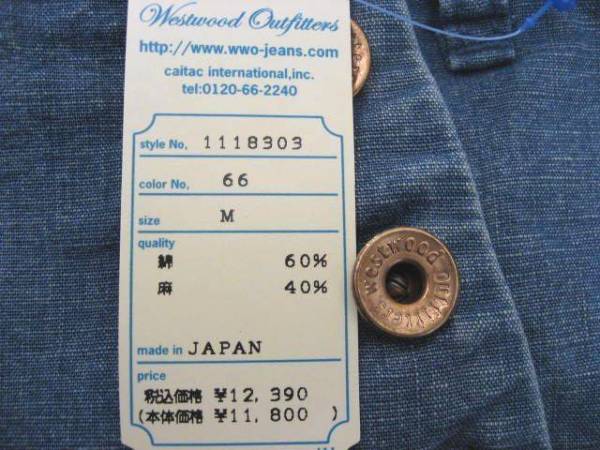 Westwood Outfitters
http://www.wwo-jeans.com
caitac international,inc.
tel:0120-66-2240
style No. 1118303
color No. 66
size M
quality
綿 60%
麻 40%
made in JAPAN
price
税込価格 ¥12,390
(本体価格 ¥11,800 )
westwood outfitters